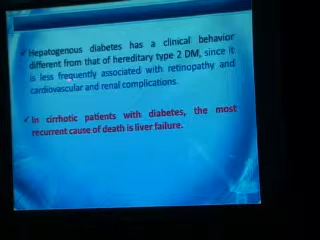 ✓ Hepatogenous diabetes has a clinical behavior
different from that of hereditary type 2 DM, since it
is less frequently associated with retinopathy and
cardiovascular and renal complications.
✓ In cirrhotic patients with diabetes, the most
recurrent cause of death is liver failure.